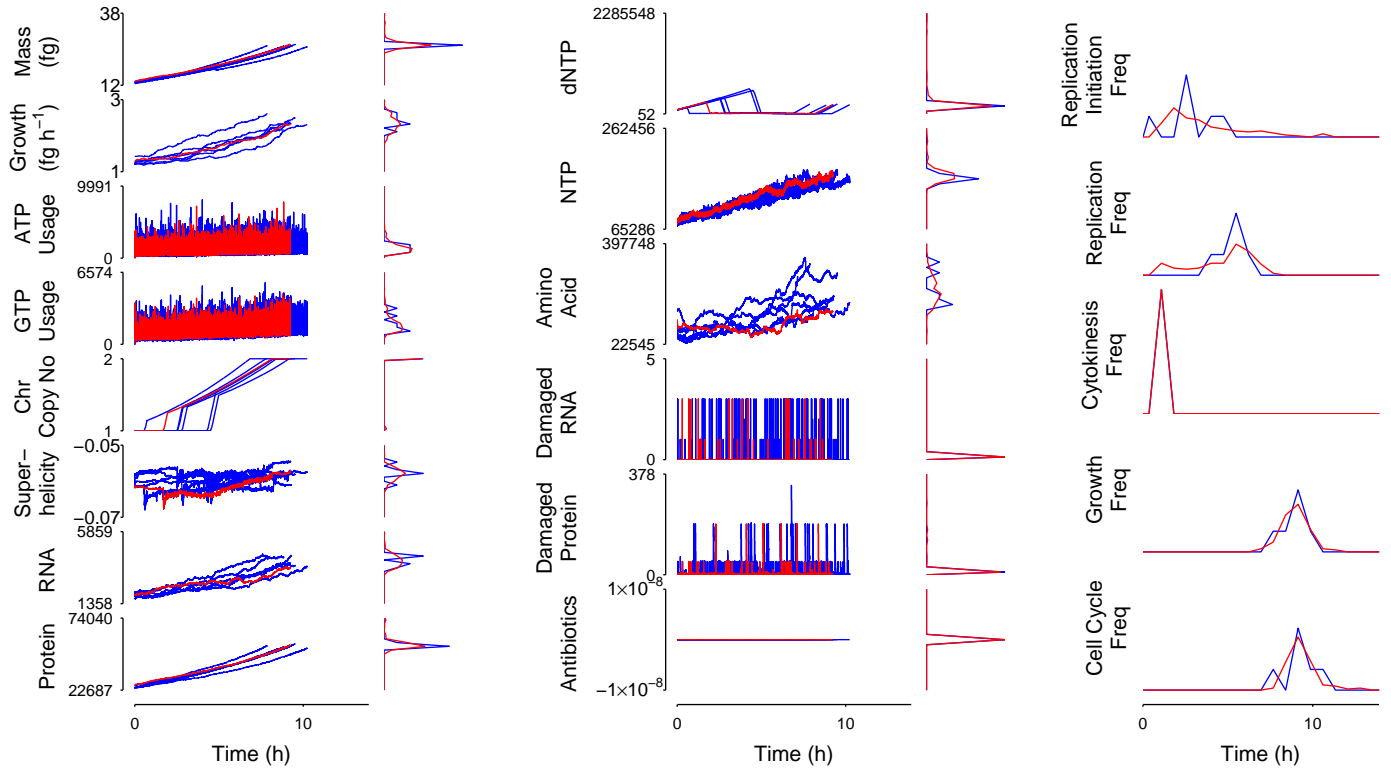 38
Mass
(fg)
12
3
Growth
(fg h⁻¹)
1
9991
ATP
Usage
0
6574
GTP
Usage
0
2
Chr
Copy No
1
−0.05
Super−
helicity
−0.07
5859
RNA
1358
74040
Protein
22687
0 10
Time (h)
2285548
dNTP
52
262456
NTP
65286
397748
Amino
Acid
22545
5
Damaged
RNA
0
378
Damaged
Protein
0
1×10⁻⁸
Antibiotics
−1×10⁻⁸
0 10
Time (h)
Replication
Initiation
Freq
Replication
Freq
Cytokinesis
Freq
Growth
Freq
Cell Cycle
Freq
0 10
Time (h)